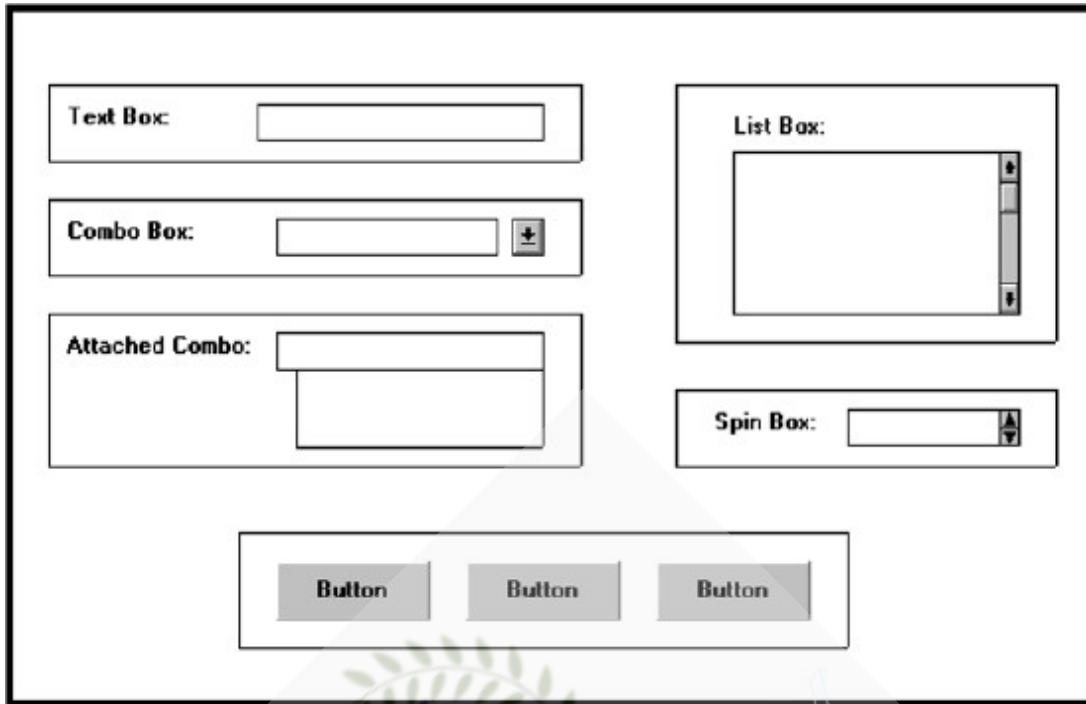 Text Box:
Combo Box:
Attached Combo:
List Box:
Spin Box:
Button
Button
Button